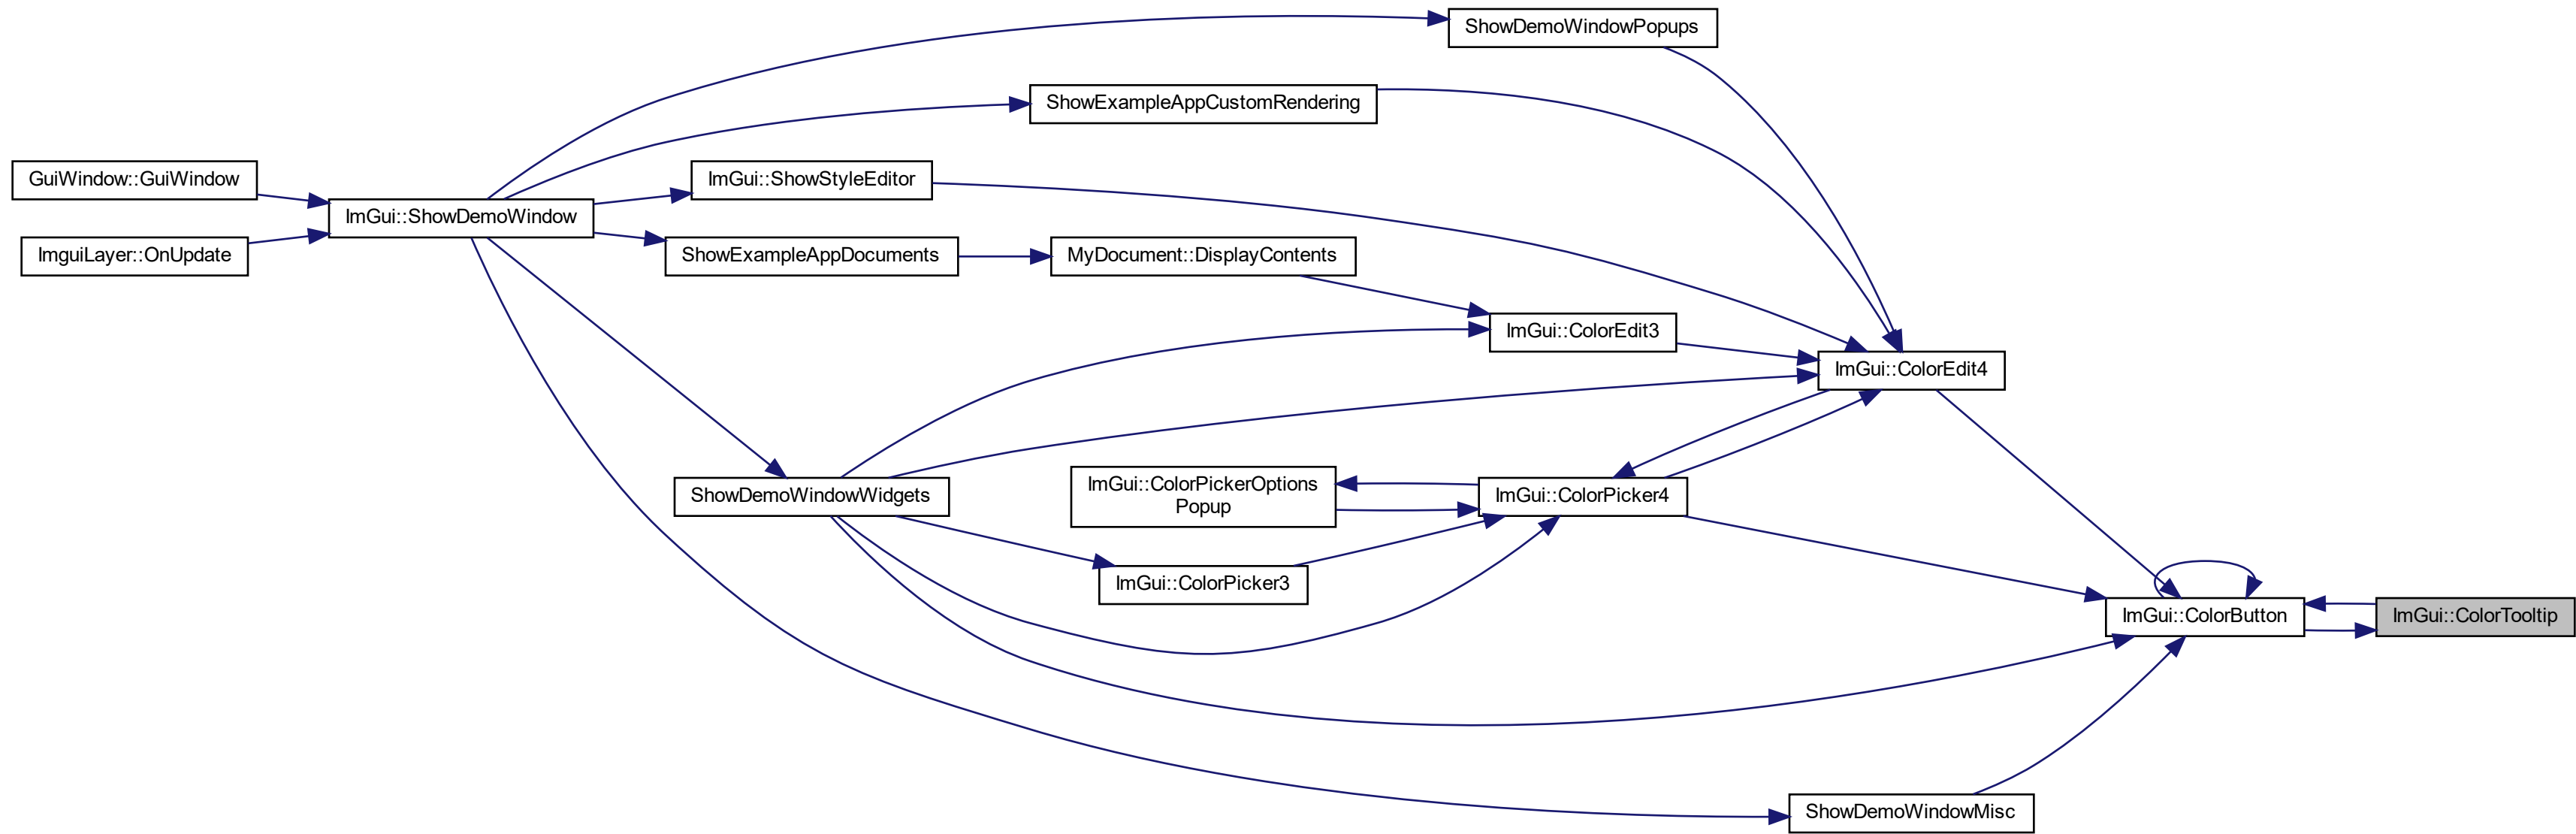 ShowDemoWindowPopups
ShowExampleAppCustomRendering
GuiWindow::GuiWindow
ImGui::ShowStyleEditor
ImGui::ShowDemoWindow
ImguiLayer::OnUpdate
ShowExampleAppDocuments
MyDocument::DisplayContents
ImGui::ColorEdit3
ImGui::ColorEdit4
ShowDemoWindowWidgets
ImGui::ColorPickerOptions
Popup
ImGui::ColorPicker4
ImGui::ColorPicker3
ImGui::ColorButton
ImGui::ColorTooltip
ShowDemoWindowMisc